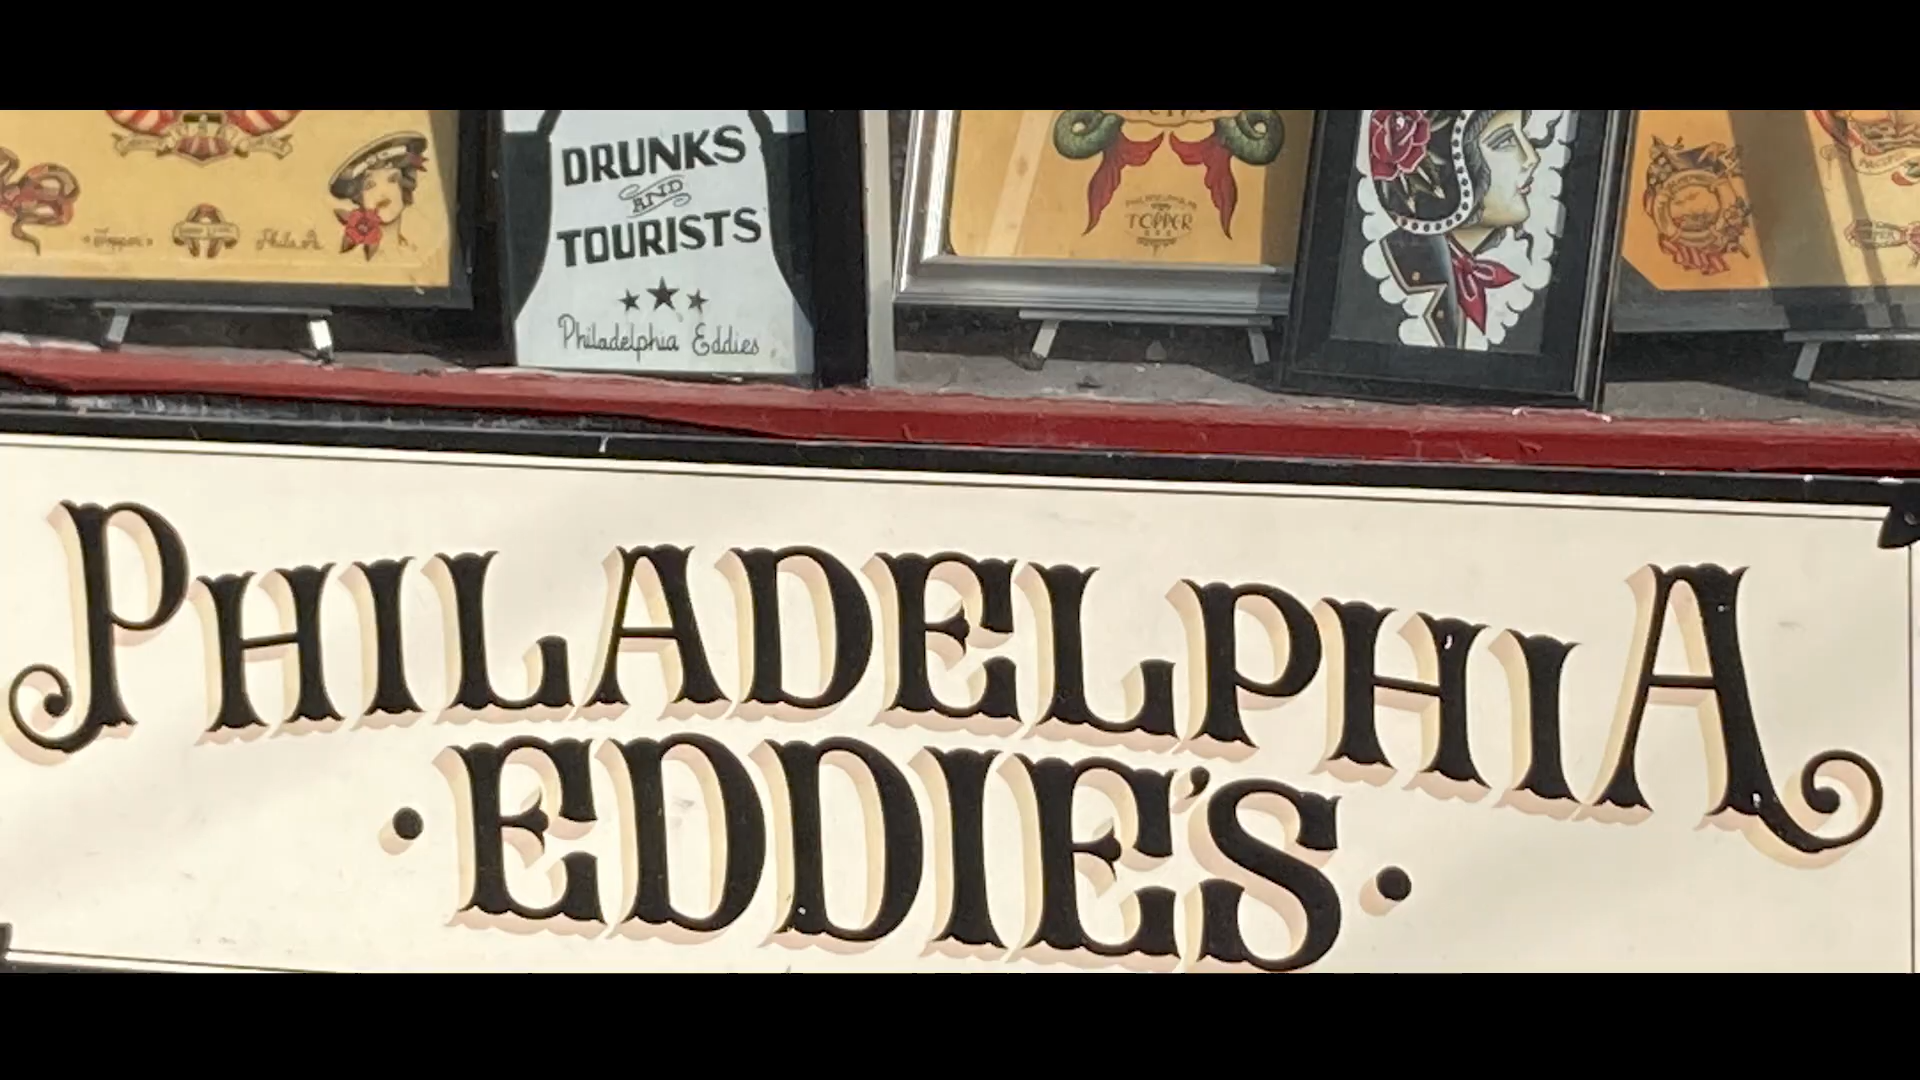 DRUNKS
AND
TOURISTS
Philadelphia Eddies
TOPPER
PHILADELPHIA
• EDDIE'S •